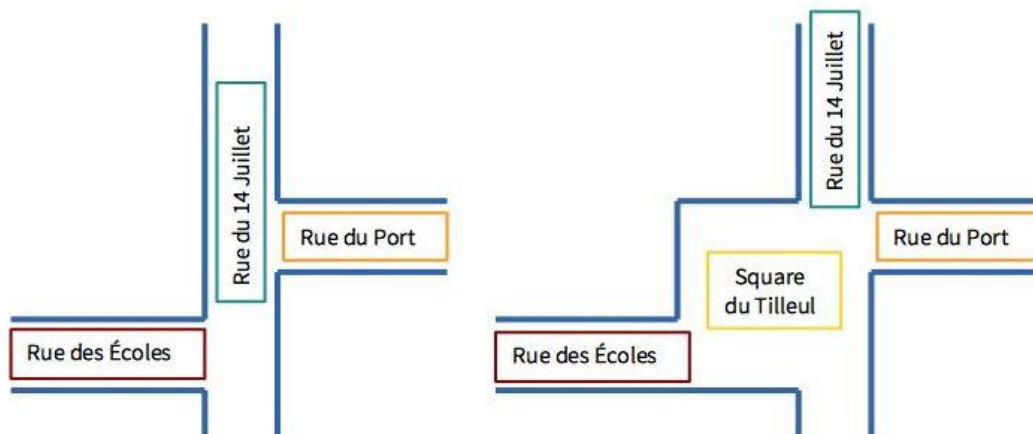 Rue du 14 Juillet
Rue du Port
Rue des Écoles
Rue du 14 Juillet
Rue du Port
Square
du Tilleul
Rue des Écoles